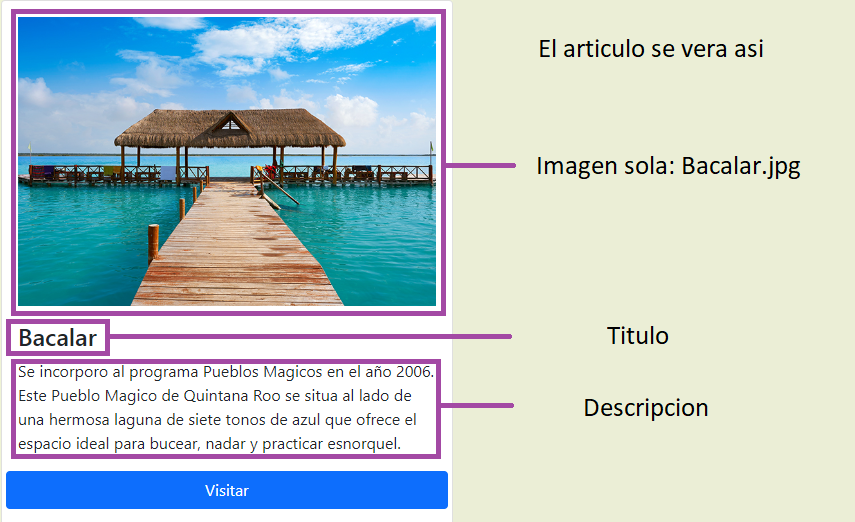 El articulo se vera asi
Imagen sola: Bacalar.jpg
Bacalar
Titulo
Se incorporo al programa Pueblos Magicos en el año 2006.
Este Pueblo Magico de Quintana Roo se situa al lado de
una hermosa laguna de siete tonos de azul que ofrece el
espacio ideal para bucear, nadar y practicar esnorquel.
Descripcion
Visitar